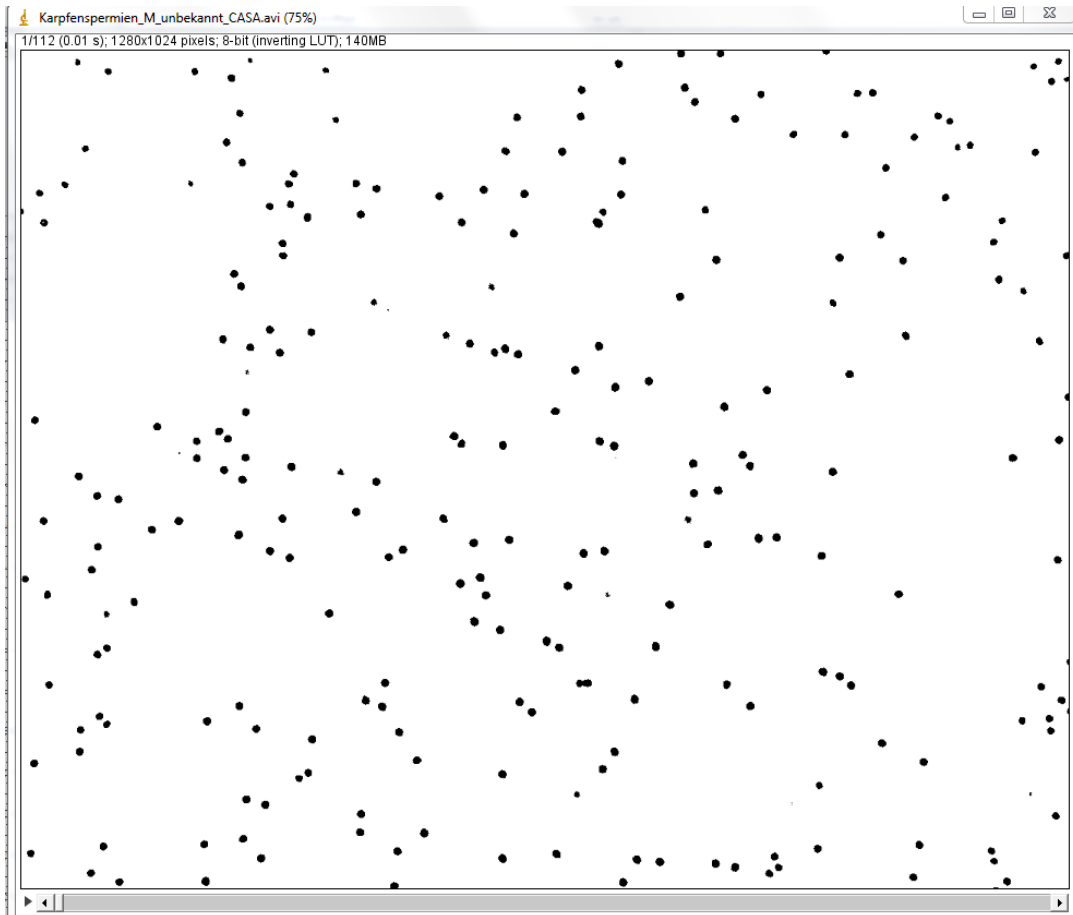 Karpfenspermien_M_unbekannt_CASA.avi (75%)
1/112 (0.01 s); 1280x1024 pixels; 8-bit (inverting LUT); 140MB